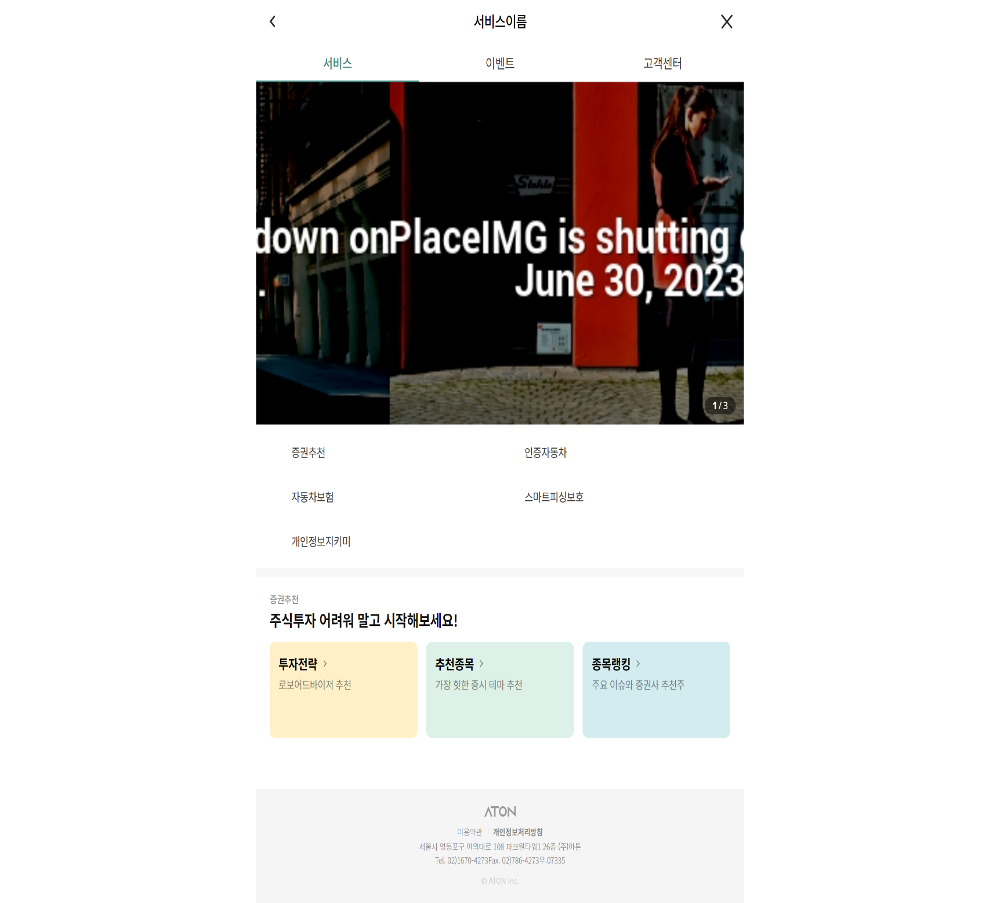 서비스이름
서비스
이벤트
고객센터
down onPlaceIMG is shutting
. June 30, 2023
1 / 3
증권추천
인증자동차
자동차보험
스마트피싱보호
개인정보지키미
증권추천
주식투자 어려워 말고 시작해보세요!
투자전략
로보어드바이저 추천
추천종목
가장 핫한 증시 테마 추천
종목랭킹
주요 이슈와 증권사 추천주
ATON
이용약관 | 개인정보처리방침
서울시 영등포구 여의대로 108 파크원타워1 26층 (주)아톤
Tel. 02)1670-4273Fax. 02)786-4273우.07335
© ATON Inc.